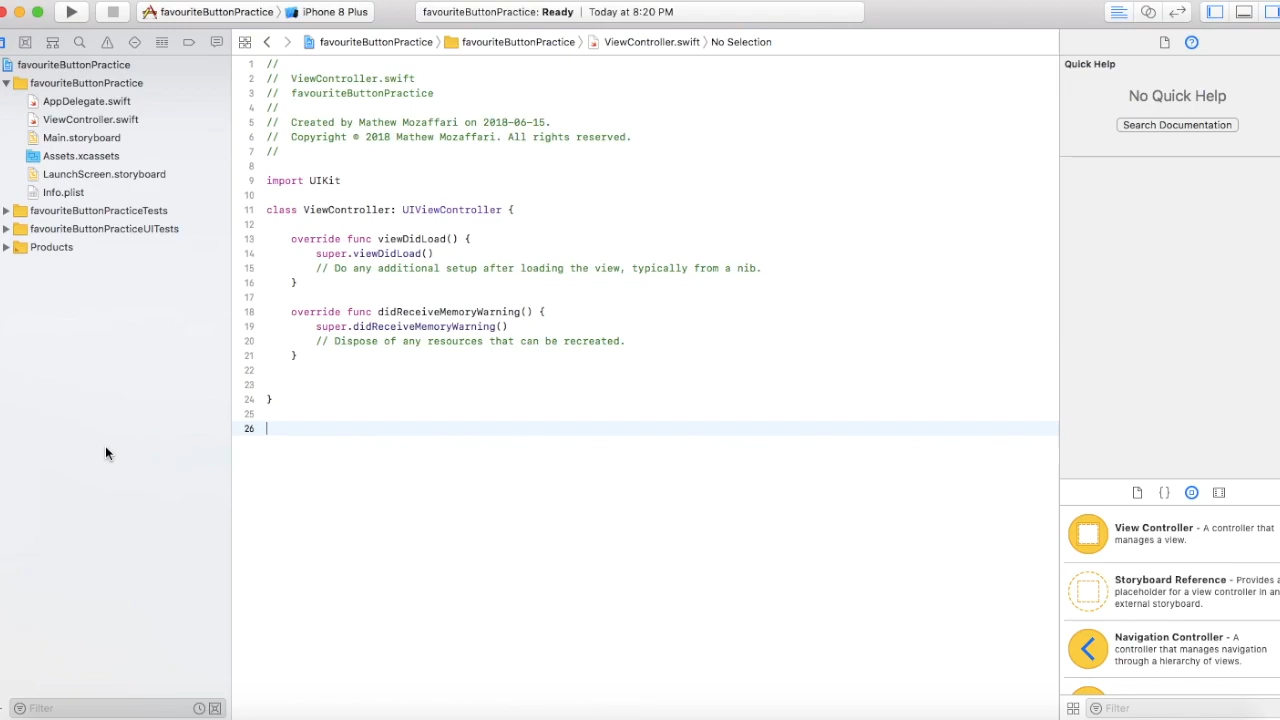 favouriteButtonPractice 〉 iPhone 8 Plus
favouriteButtonPractice: Ready | Today at 8:20 PM
favouriteButtonPractice 〉 favouriteButtonPractice 〉 ViewController.swift 〉 No Selection
favouriteButtonPractice
favouriteButtonPractice
AppDelegate.swift
ViewController.swift
Main.storyboard
Assets.xcassets
LaunchScreen.storyboard
Info.plist
favouriteButtonPracticeTests
favouriteButtonPracticeUITests
Products
Filter
1 //
2 //  ViewController.swift
3 //  favouriteButtonPractice
4 //
5 //  Created by Mathew Mozaffari on 2018-06-15.
6 //  Copyright © 2018 Mathew Mozaffari. All rights reserved.
7 //
8
9 import UIKit
10
11 class ViewController: UIViewController {
12
13     override func viewDidLoad() {
14         super.viewDidLoad()
15         // Do any additional setup after loading the view, typically from a nib.
16     }
17
18     override func didReceiveMemoryWarning() {
19         super.didReceiveMemoryWarning()
20         // Dispose of any resources that can be recreated.
21     }
22
23
24 }
25
26
Quick Help
No Quick Help
Search Documentation
{ }
View Controller - A controller that
manages a view.
Storyboard Reference - Provides a
placeholder for a view controller in an
external storyboard.
Navigation Controller - A
controller that manages navigation
through a hierarchy of views.
Filter